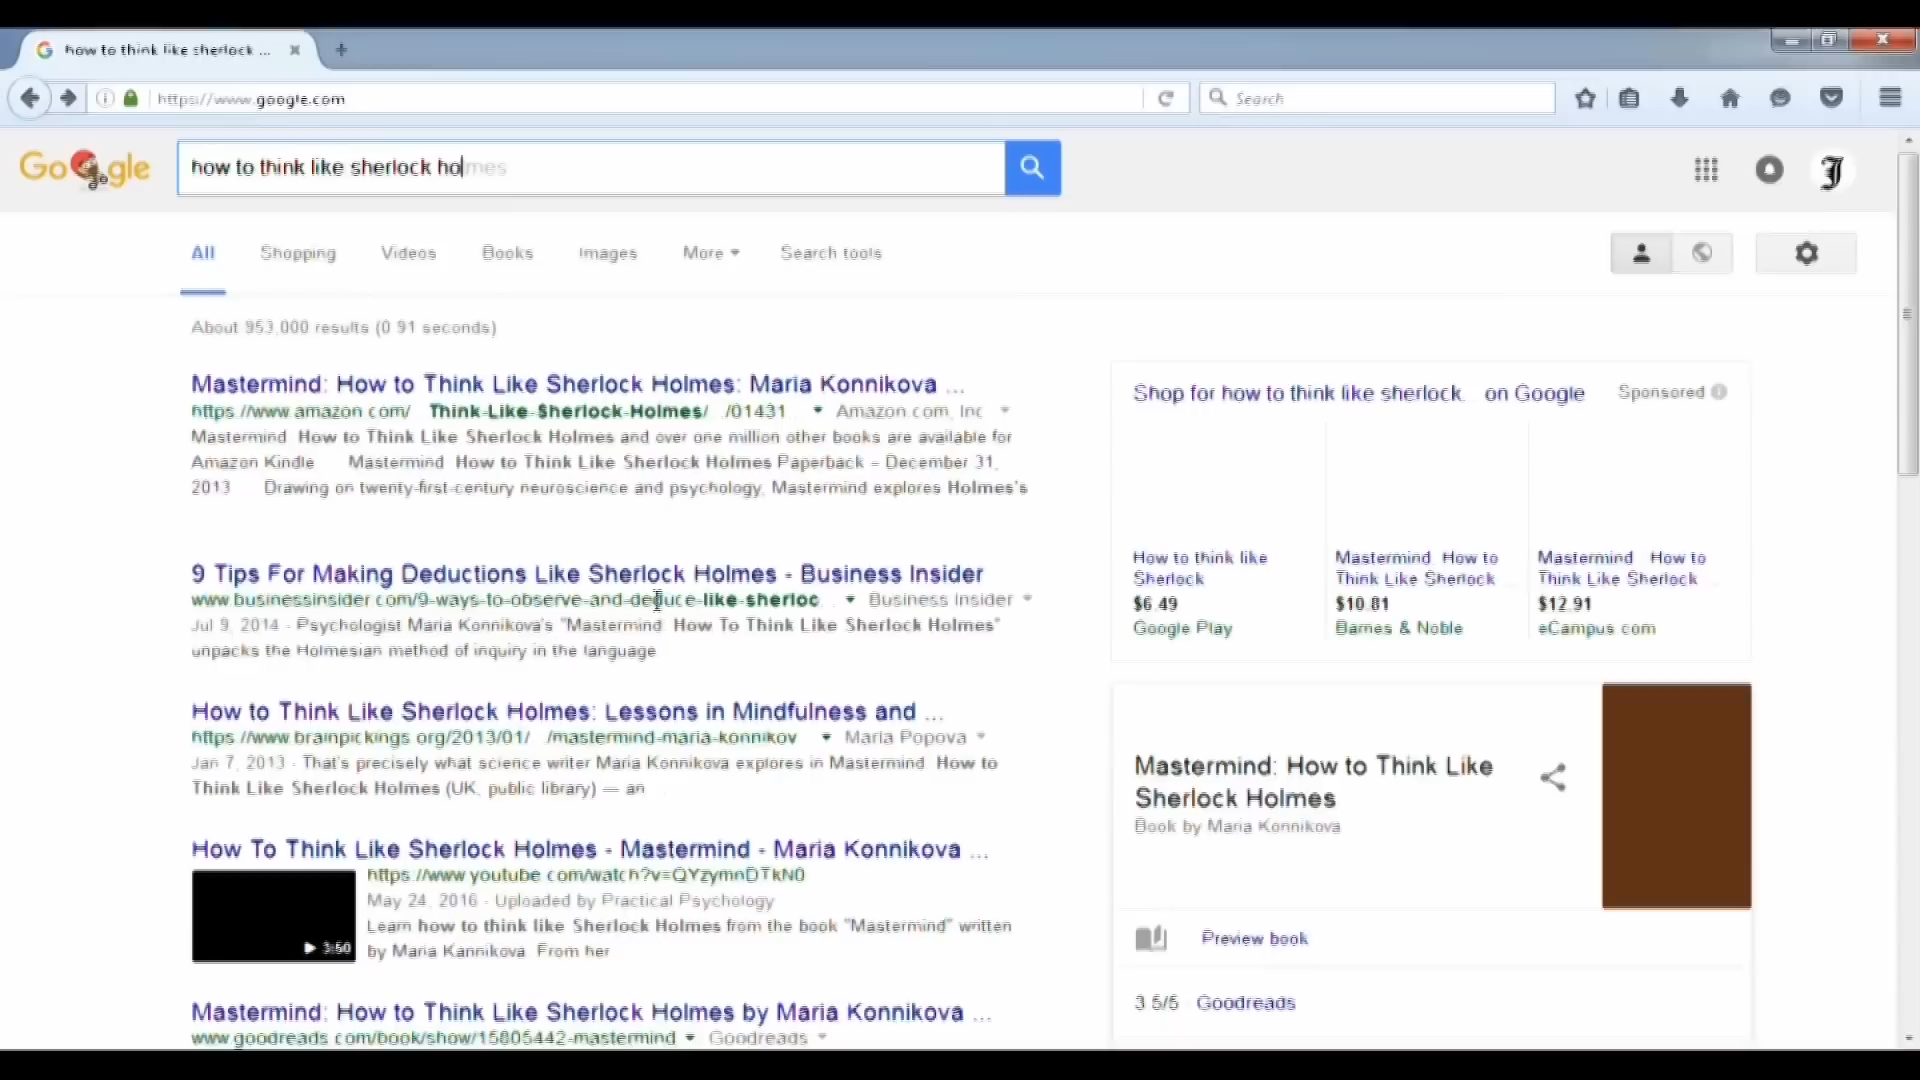 how to think like sherlock ...
https://www.google.com
Search
Google
how to think like sherlock holmes
All Shopping Videos Books Images More Search tools
About 953,000 results (0 91 seconds)
Mastermind: How to Think Like Sherlock Holmes: Maria Konnikova ...
https //www amazon com/ Think-Like-Sherlock-Holmes/ /01431 Amazon com, Inc
Mastermind How to Think Like Sherlock Holmes and over one million other books are available for
Amazon Kindle Mastermind How to Think Like Sherlock Holmes Paperback – December 31,
2013 Drawing on twenty-first-century neuroscience and psychology, Mastermind explores Holmes's
9 Tips For Making Deductions Like Sherlock Holmes - Business Insider
www businessinsider com/9-ways-to-observe-and-deduce-like-sherloc Business Insider
Jul 9, 2014 - Psychologist Maria Konnikova's "Mastermind How To Think Like Sherlock Holmes"
unpacks the Holmesian method of inquiry in the language
How to Think Like Sherlock Holmes: Lessons in Mindfulness and ...
https //www brainpickings org/2013/01/ /mastermind-maria-konnikov Maria Popova
Jan 7, 2013 - That's precisely what science writer Maria Konnikova explores in Mastermind How to
Think Like Sherlock Holmes (UK, public library) — an
How To Think Like Sherlock Holmes - Mastermind - Maria Konnikova ...
https //www youtube com/watch?v=QYzymnDTkN0
3:50
May 24, 2016 - Uploaded by Practical Psychology
Learn how to think like Sherlock Holmes from the book "Mastermind" written
by Maria Kannikova From her
Mastermind: How to Think Like Sherlock Holmes by Maria Konnikova ...
www goodreads com/book/show/15805442-mastermind Goodreads
Shop for how to think like sherlock on Google Sponsored
How to think like
Sherlock
$6.49
Google Play
Mastermind How to
Think Like Sherlock
$10.81
Barnes & Noble
Mastermind How to
Think Like Sherlock
$12.91
eCampus com
Mastermind: How to Think Like
Sherlock Holmes
Book by Maria Konnikova
Preview book
3 5/5 Goodreads